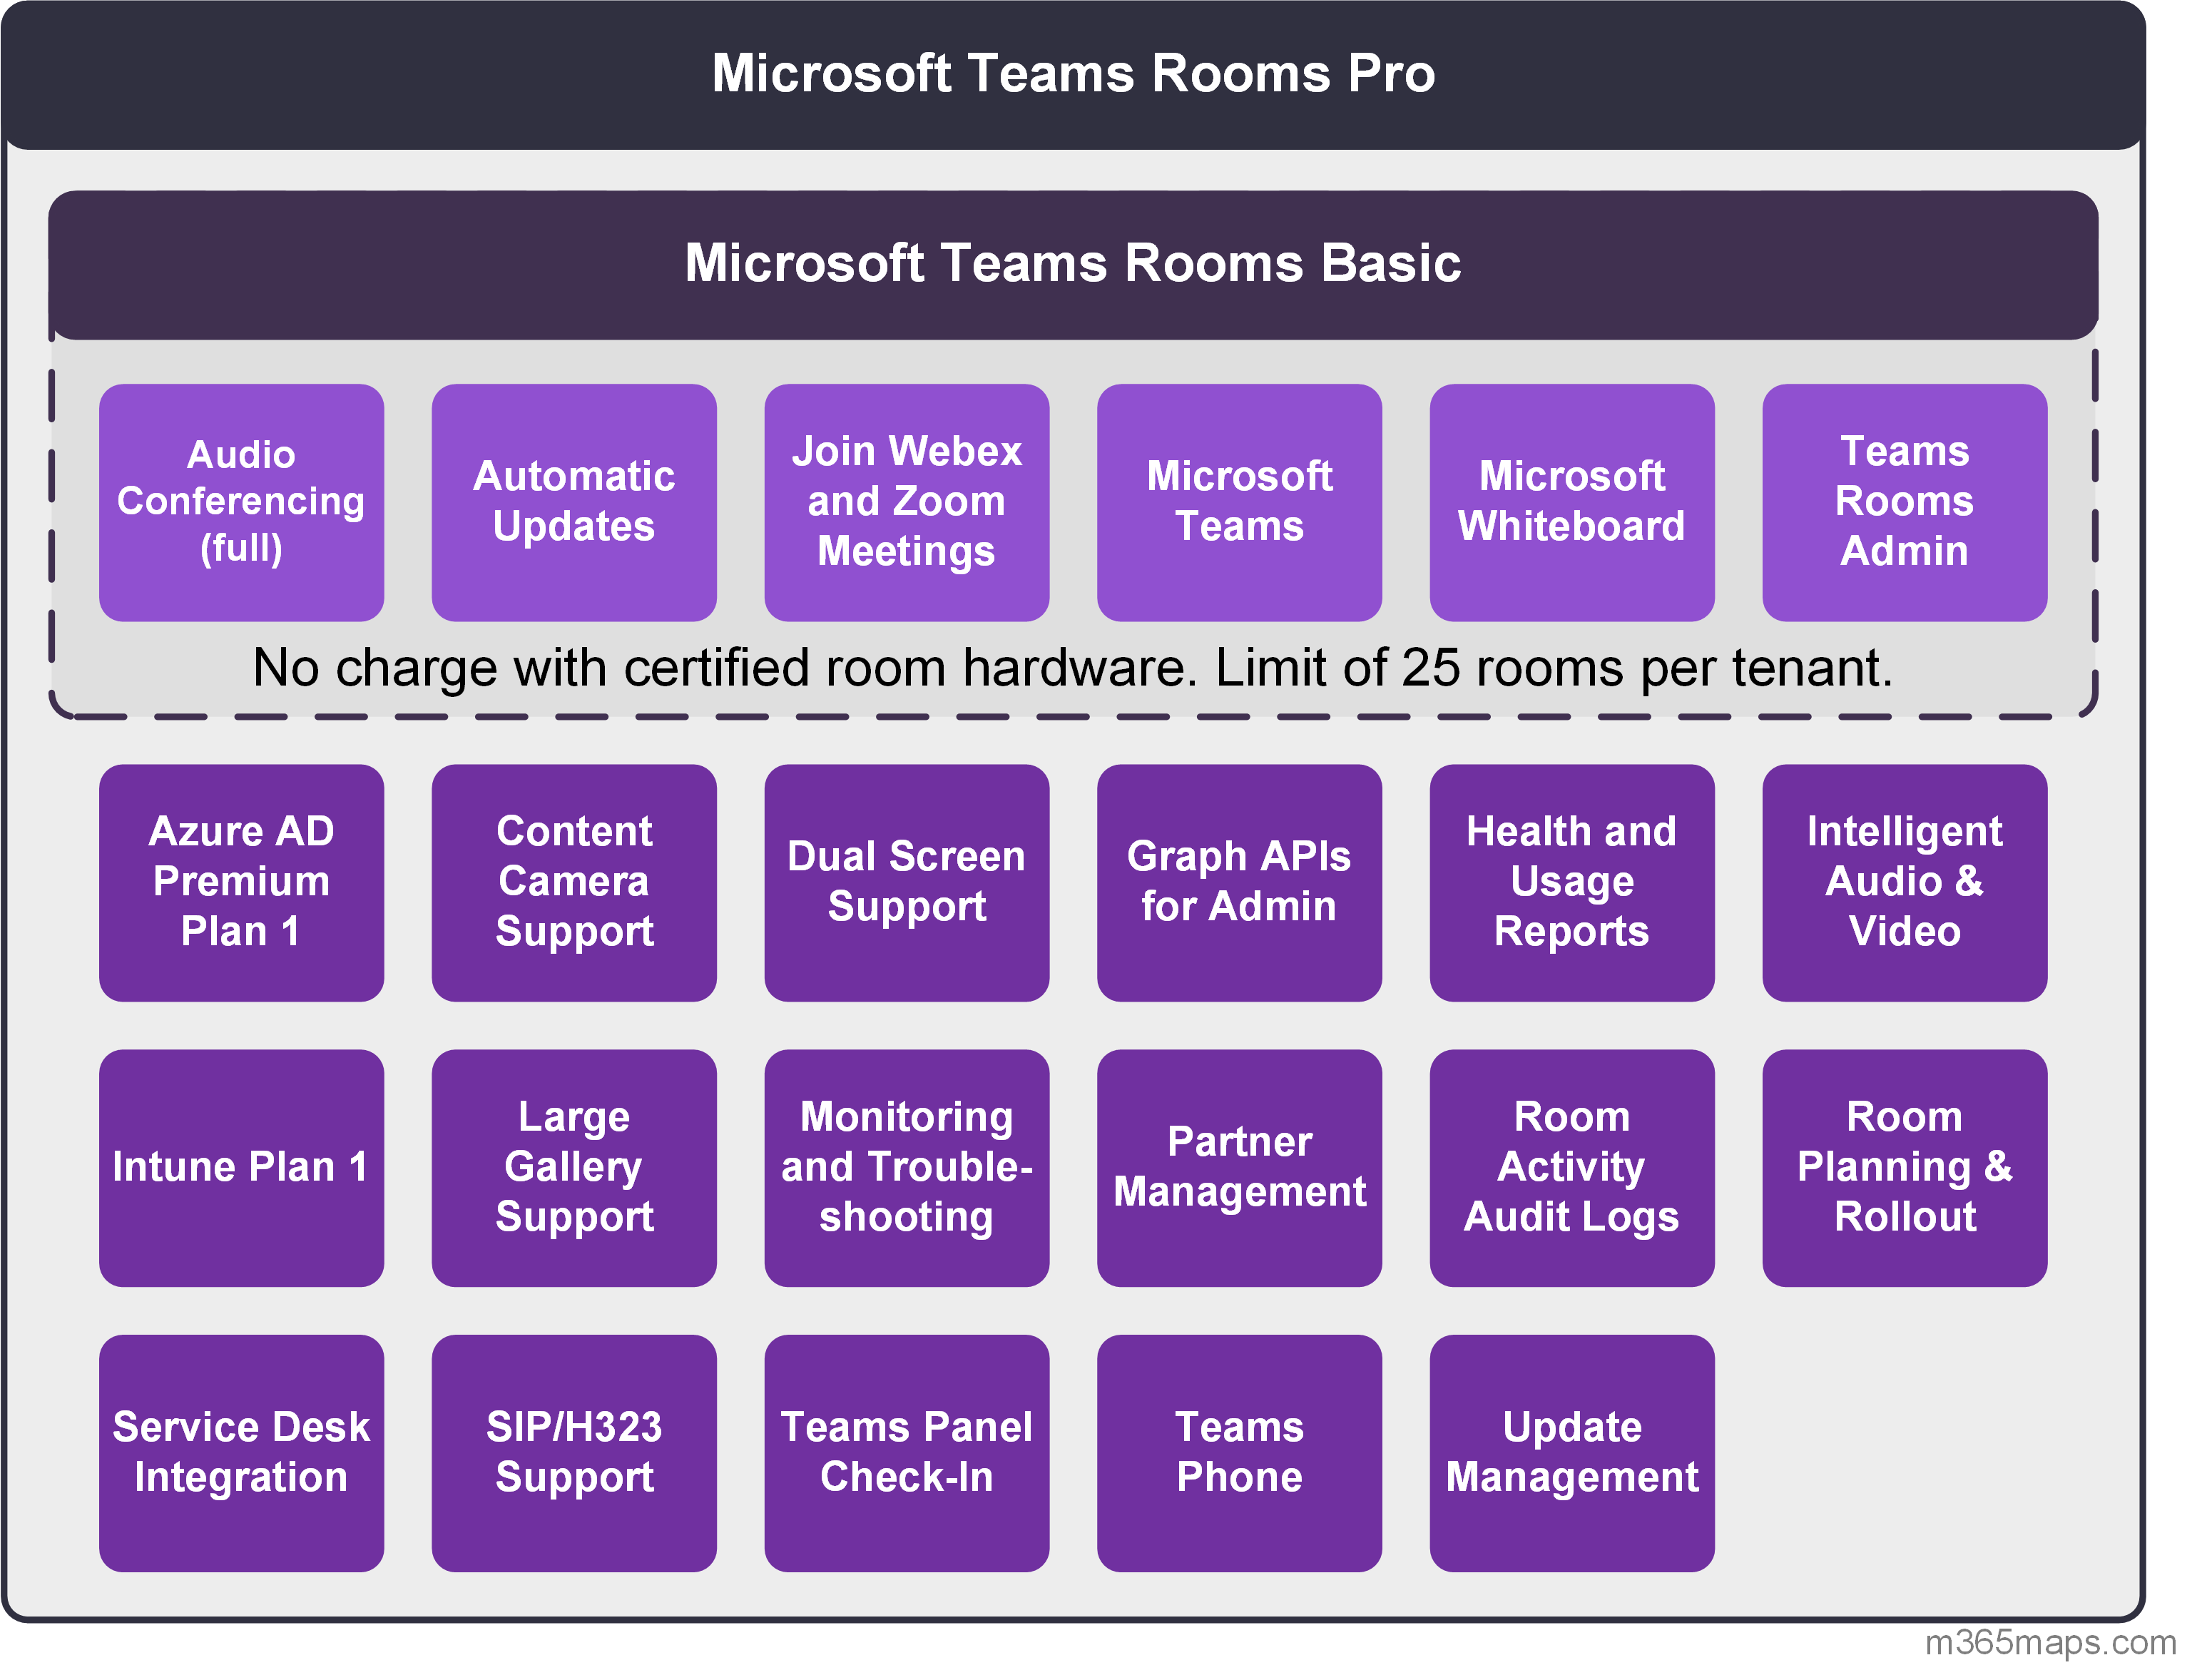 Microsoft Teams Rooms Pro
Microsoft Teams Rooms Basic
Audio
Conferencing
(full)
Automatic
Updates
Join Webex
and Zoom
Meetings
Microsoft
Teams
Microsoft
Whiteboard
Teams
Rooms
Admin
No charge with certified room hardware. Limit of 25 rooms per tenant.
Azure AD
Premium
Plan 1
Content
Camera
Support
Dual Screen
Support
Graph APIs
for Admin
Health and
Usage
Reports
Intelligent
Audio &
Video
Intune Plan 1
Large
Gallery
Support
Monitoring
and Trouble-
shooting
Partner
Management
Room
Activity
Audit Logs
Room
Planning &
Rollout
Service Desk
Integration
SIP/H323
Support
Teams Panel
Check-In
Teams
Phone
Update
Management
m365maps.com